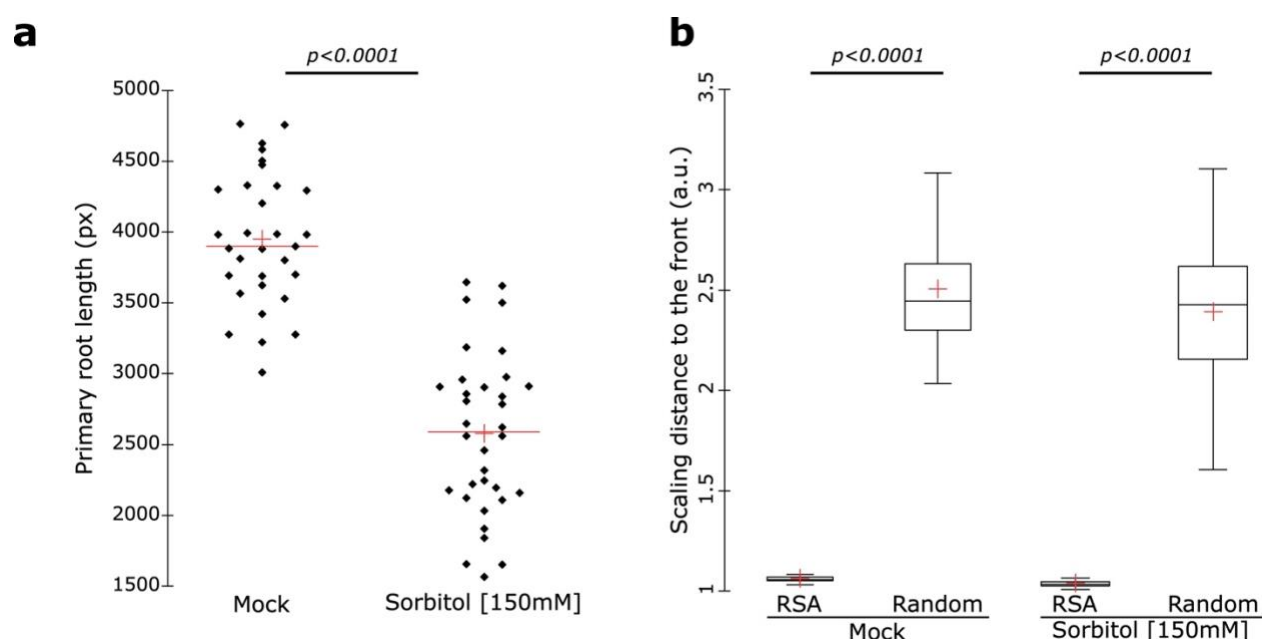 a
p<0.0001
5000
4500
4000
3500
3000
2500
2000
1500
Primary root length (px)
Mock
Sorbitol [150mM]
b
p<0.0001
p<0.0001
3.5
3
2.5
2
1.5
1
Scaling distance to the front (a.u.)
RSA Random RSA Random
Mock Sorbitol [150mM]